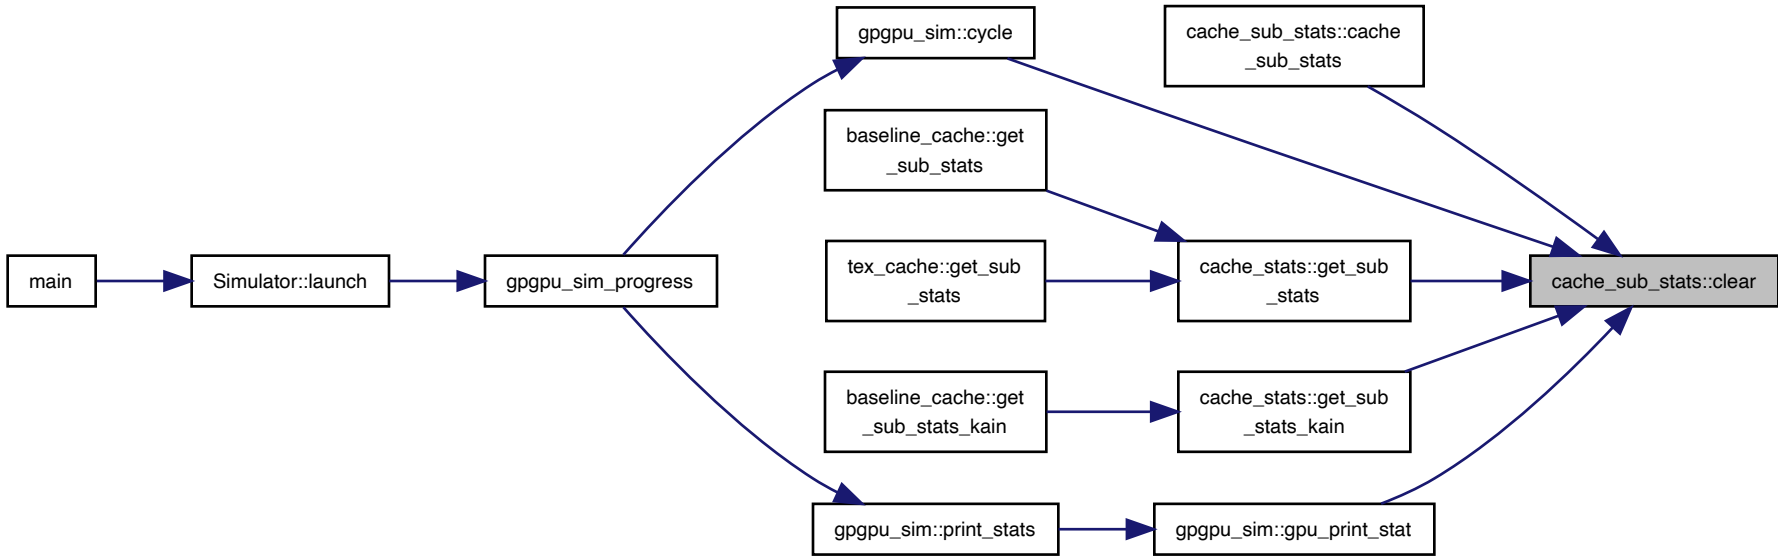 gpgpu_sim::cycle
cache_sub_stats::cache
_sub_stats
baseline_cache::get
_sub_stats
main
Simulator::launch
gpgpu_sim_progress
tex_cache::get_sub
_stats
cache_stats::get_sub
_stats
cache_sub_stats::clear
baseline_cache::get
_sub_stats_kain
cache_stats::get_sub
_stats_kain
gpgpu_sim::print_stats
gpgpu_sim::gpu_print_stat